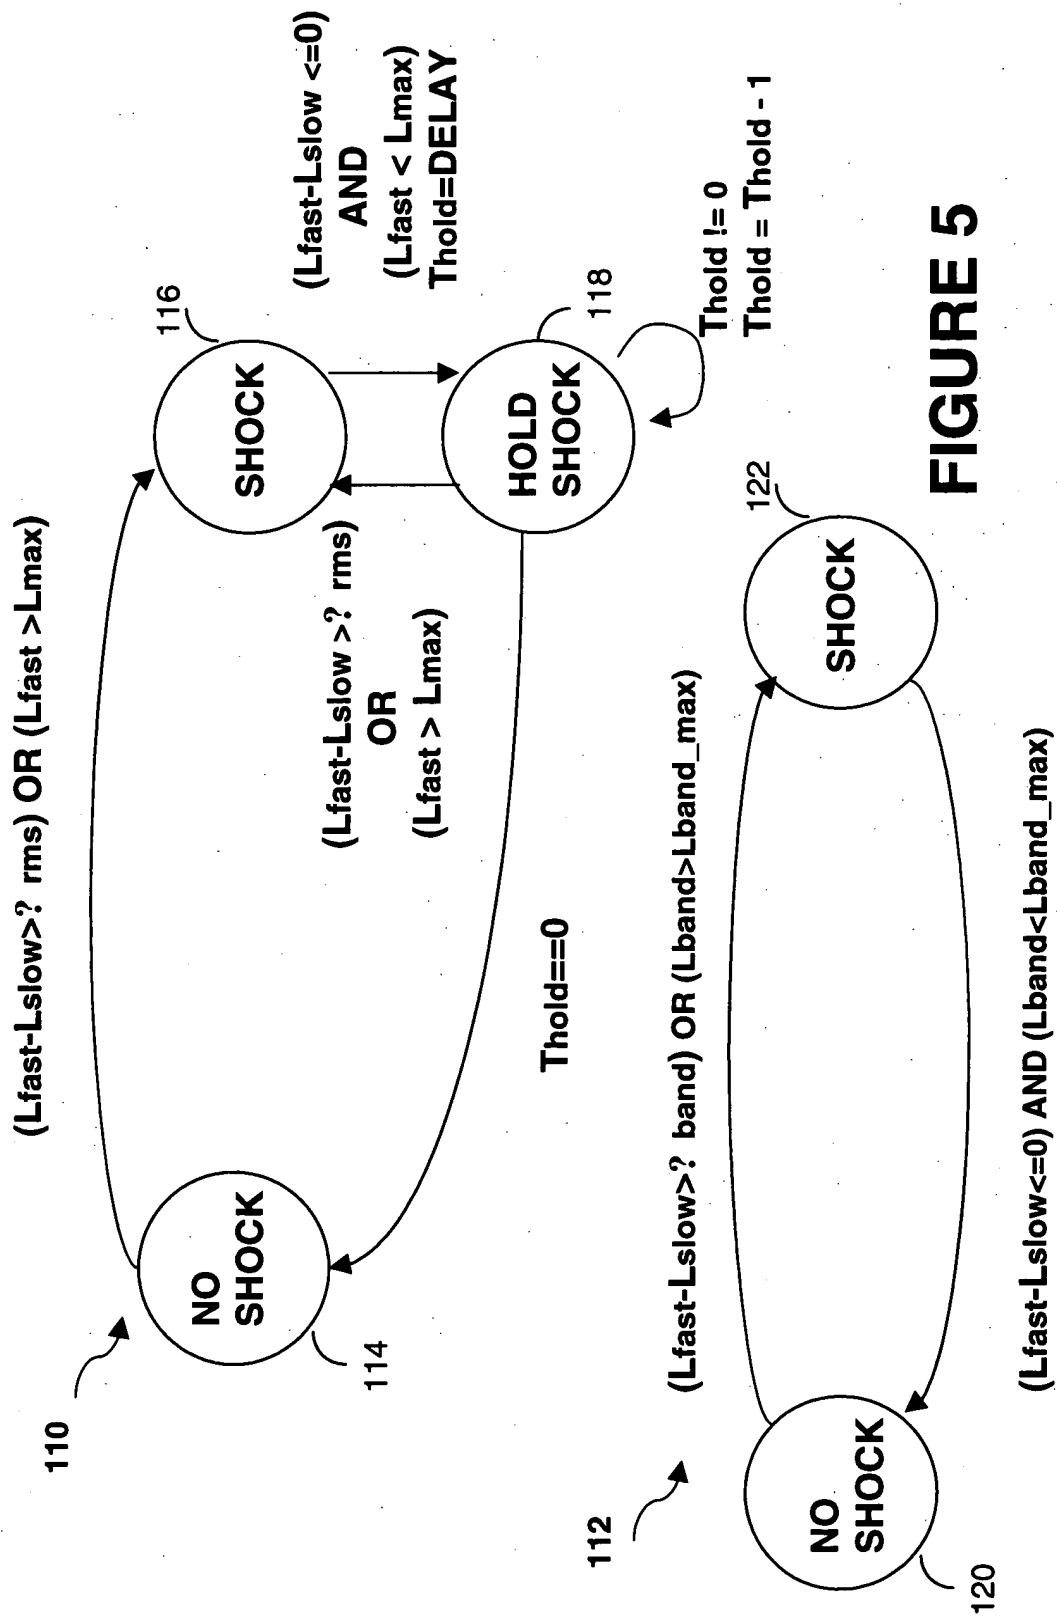 (Lfast-Lslow>? rms) OR (Lfast >Lmax)
110
NO
SHOCK
114
116
SHOCK
(Lfast-Lslow <=0)
AND
(Lfast < Lmax)
Thold=DELAY
(Lfast-Lslow >? rms)
OR
(Lfast > Lmax)
HOLD
SHOCK
118
Thold != 0
Thold = Thold - 1
Thold==0
112
(Lfast-Lslow>? band) OR (Lband>Lband_max)
NO
SHOCK
120
122
SHOCK
(Lfast-Lslow<=0) AND (Lband<Lband_max)
FIGURE 5